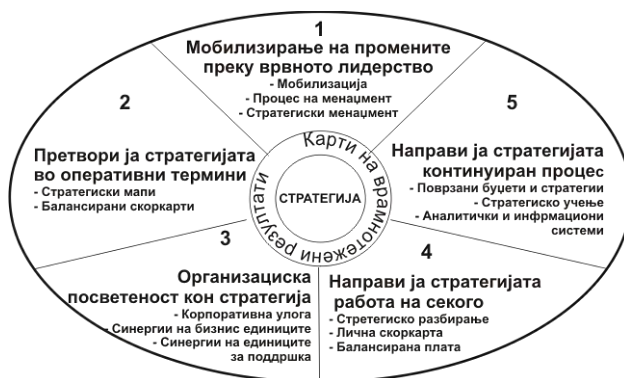 1
Мобилизирање на промените
преку врвното лидерство
- Мобилизација
- Процес на менаџмент
- Стратегиски менаџмент
2
Претвори ја стратегијата
во оперативни термини
- Стратегиски мапи
- Балансирани скоркарти
3
Организациска
посветеност кон стратегија
- Корпоративна улога
- Синергии на бизнис единиците
- Синергии на единиците
за поддршка
4
Направи ја стратегијата
работа на секого
- Стретегиско разбирање
- Лична скоркарта
- Балансирана плата
5
Направи ја стратегијата
континуиран процес
- Поврзани буџети и стратегии
- Стратегиско учење
- Аналитички и инфрмациони
системи
Карти на врамнотежени резултати
СТРАТЕГИЈА